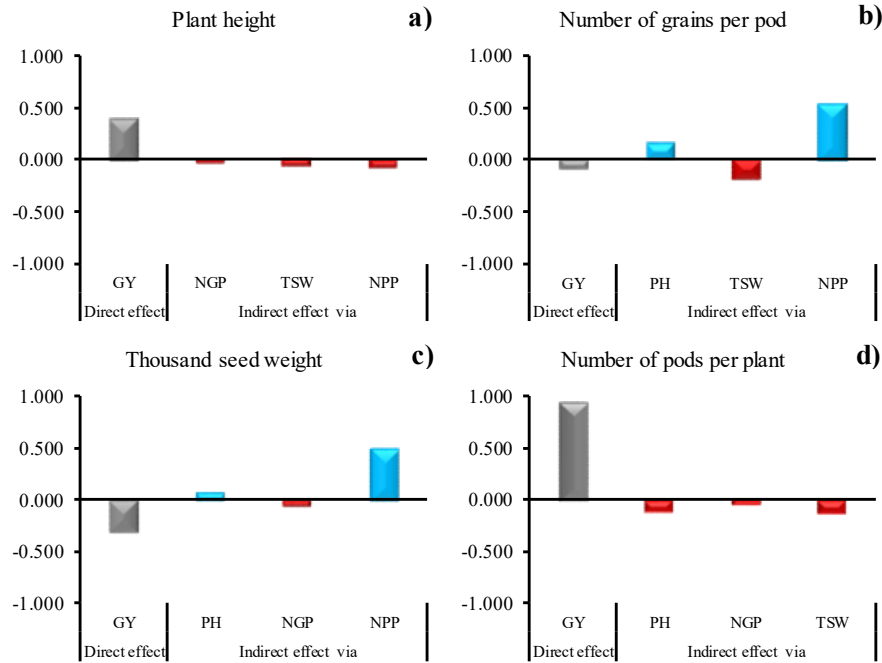 Plant height
a)
1.000
0.500
0.000
-0.500
-1.000
GY
NGP
TSW
NPP
Direct effect
Indirect effect via
Number of grains per pod
b)
1.000
0.500
0.000
-0.500
-1.000
GY
PH
TSW
NPP
Direct effect
Indirect effect via
Thousand seed weight
c)
1.000
0.500
0.000
-0.500
-1.000
GY
PH
NGP
NPP
Direct effect
Indirect effect via
Number of pods per plant
d)
1.000
0.500
0.000
-0.500
-1.000
GY
PH
NGP
TSW
Direct effect
Indirect effect via